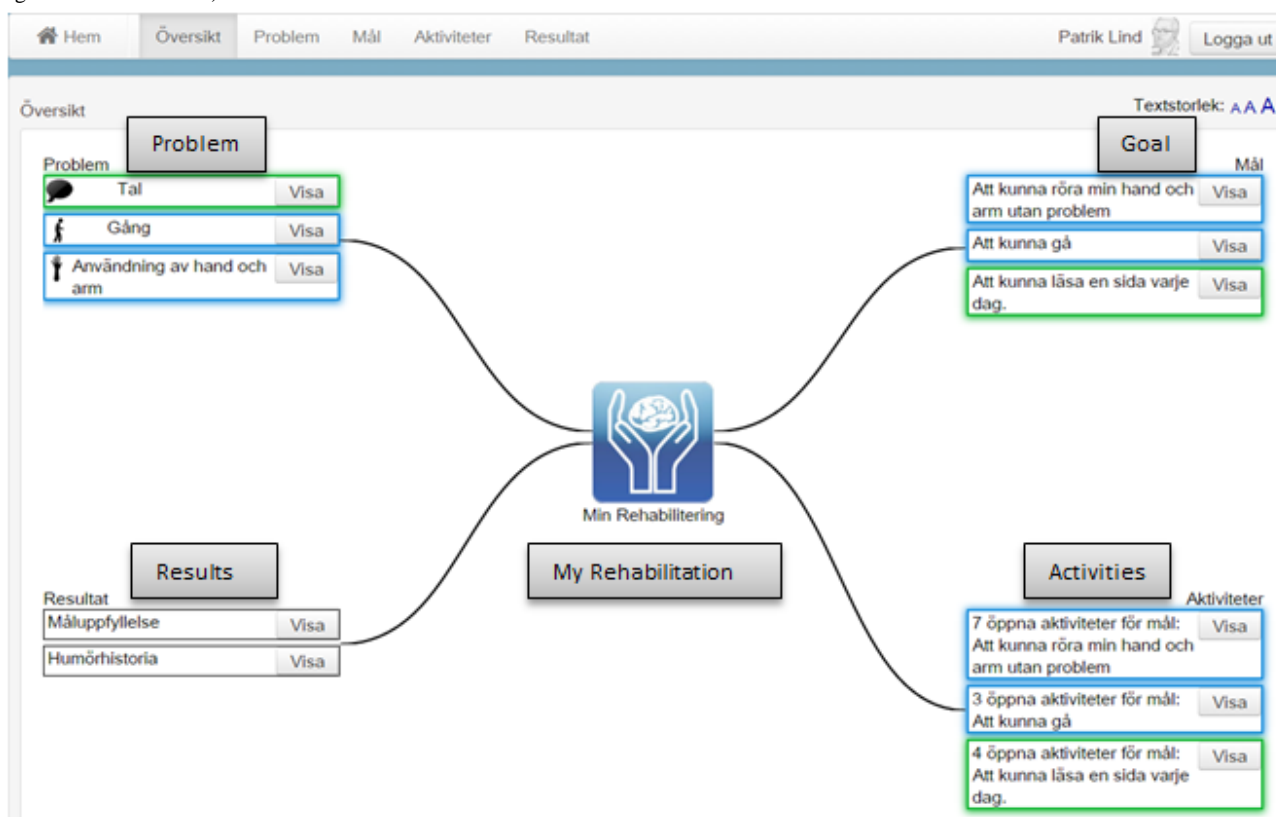 Hem Översikt Problem Mål Aktiviteter Resultat Patrik Lind Logga ut
Översikt
Textstorlek: A A A
Problem
Problem
Tal Visa
Gång Visa
Användning av hand och Visa
arm
Goal
Mål
Att kunna röra min hand och Visa
arm utan problem
Att kunna gå Visa
Att kunna läsa en sida varje Visa
dag.
Min Rehabilitering
My Rehabilitation
Results
Resultat
Måluppfyllelse Visa
Humörhistoria Visa
Activities
Aktiviteter
7 öppna aktiviteter för mål: Visa
Att kunna röra min hand och
arm utan problem
3 öppna aktiviteter för mål: Visa
Att kunna gå
4 öppna aktiviteter för mål: Visa
Att kunna läsa en sida varje
dag.